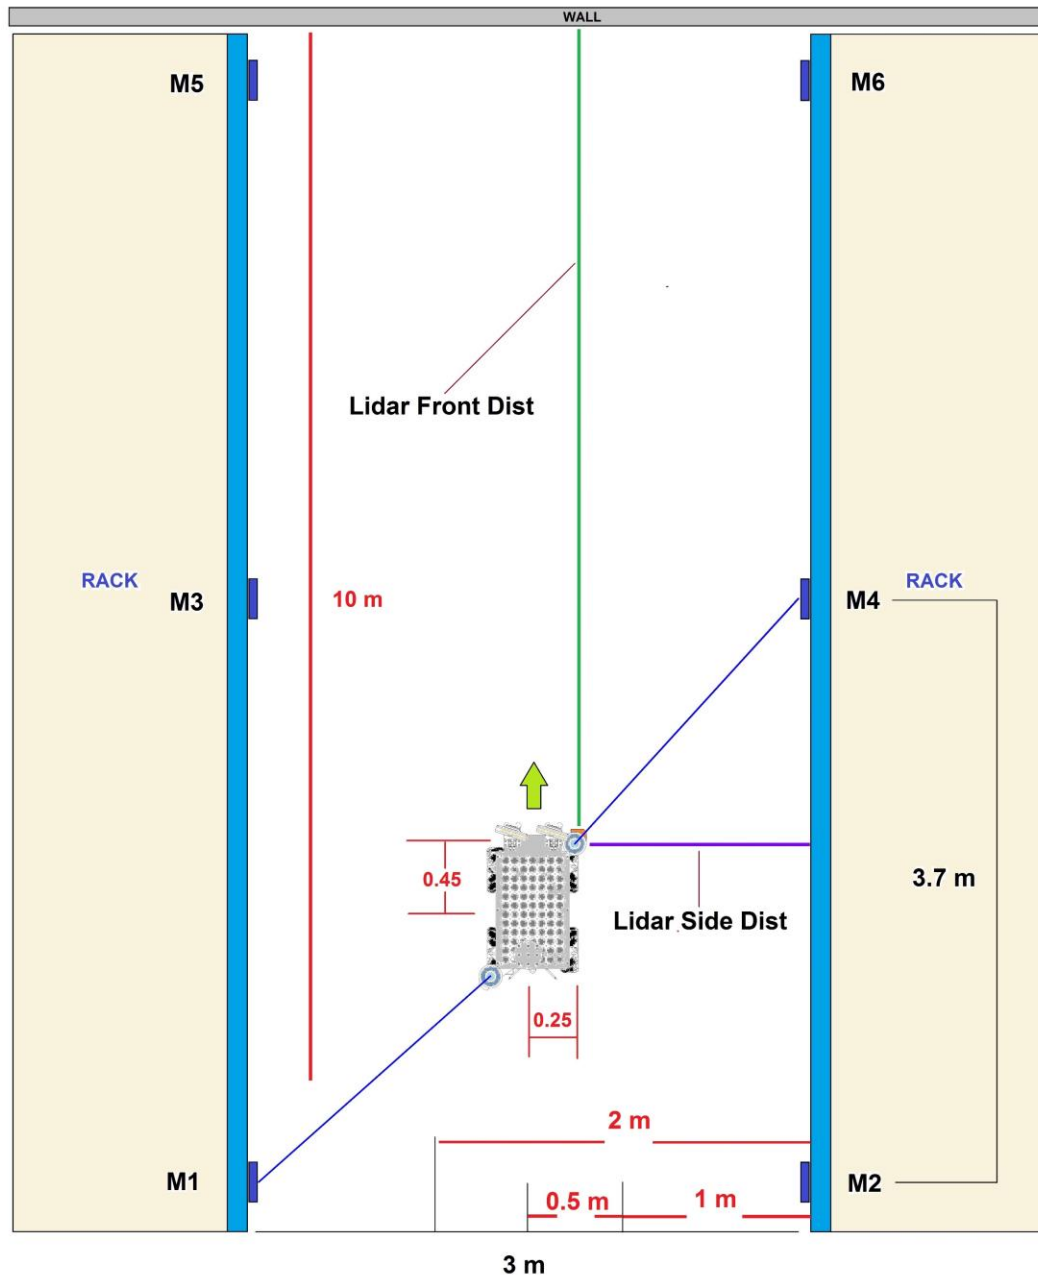 WALL
M5
M6
Lidar Front Dist
RACK
M3
10 m
M4
RACK
0.45
3.7 m
Lidar Side Dist
0.25
2 m
M1
M2
0.5 m
1 m
3 m